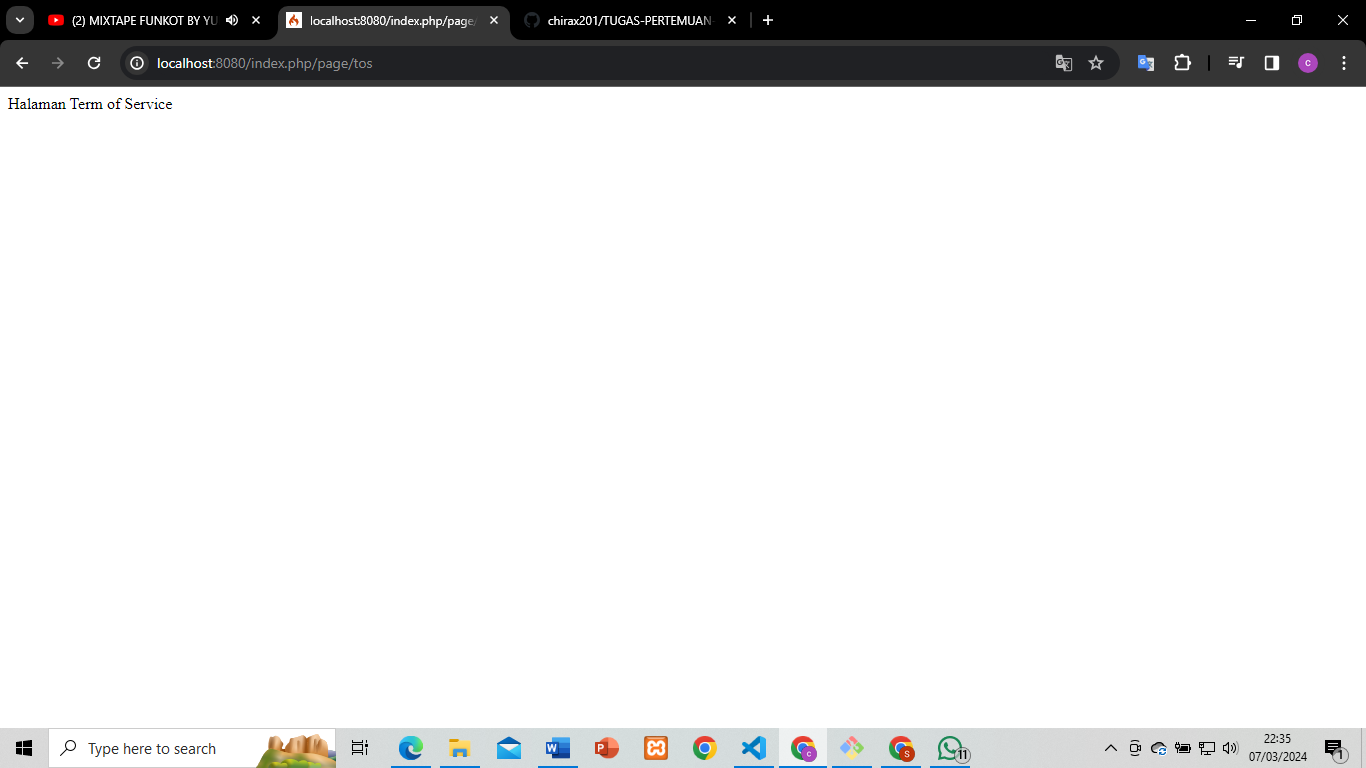 (2) MIXTAPE FUNKOT BY YU
localhost:8080/index.php/page/
chirax201/TUGAS-PERTEMUAN-
localhost:8080/index.php/page/tos
c
Halaman Term of Service
Type here to search
c
S
11
22:35
07/03/2024
1